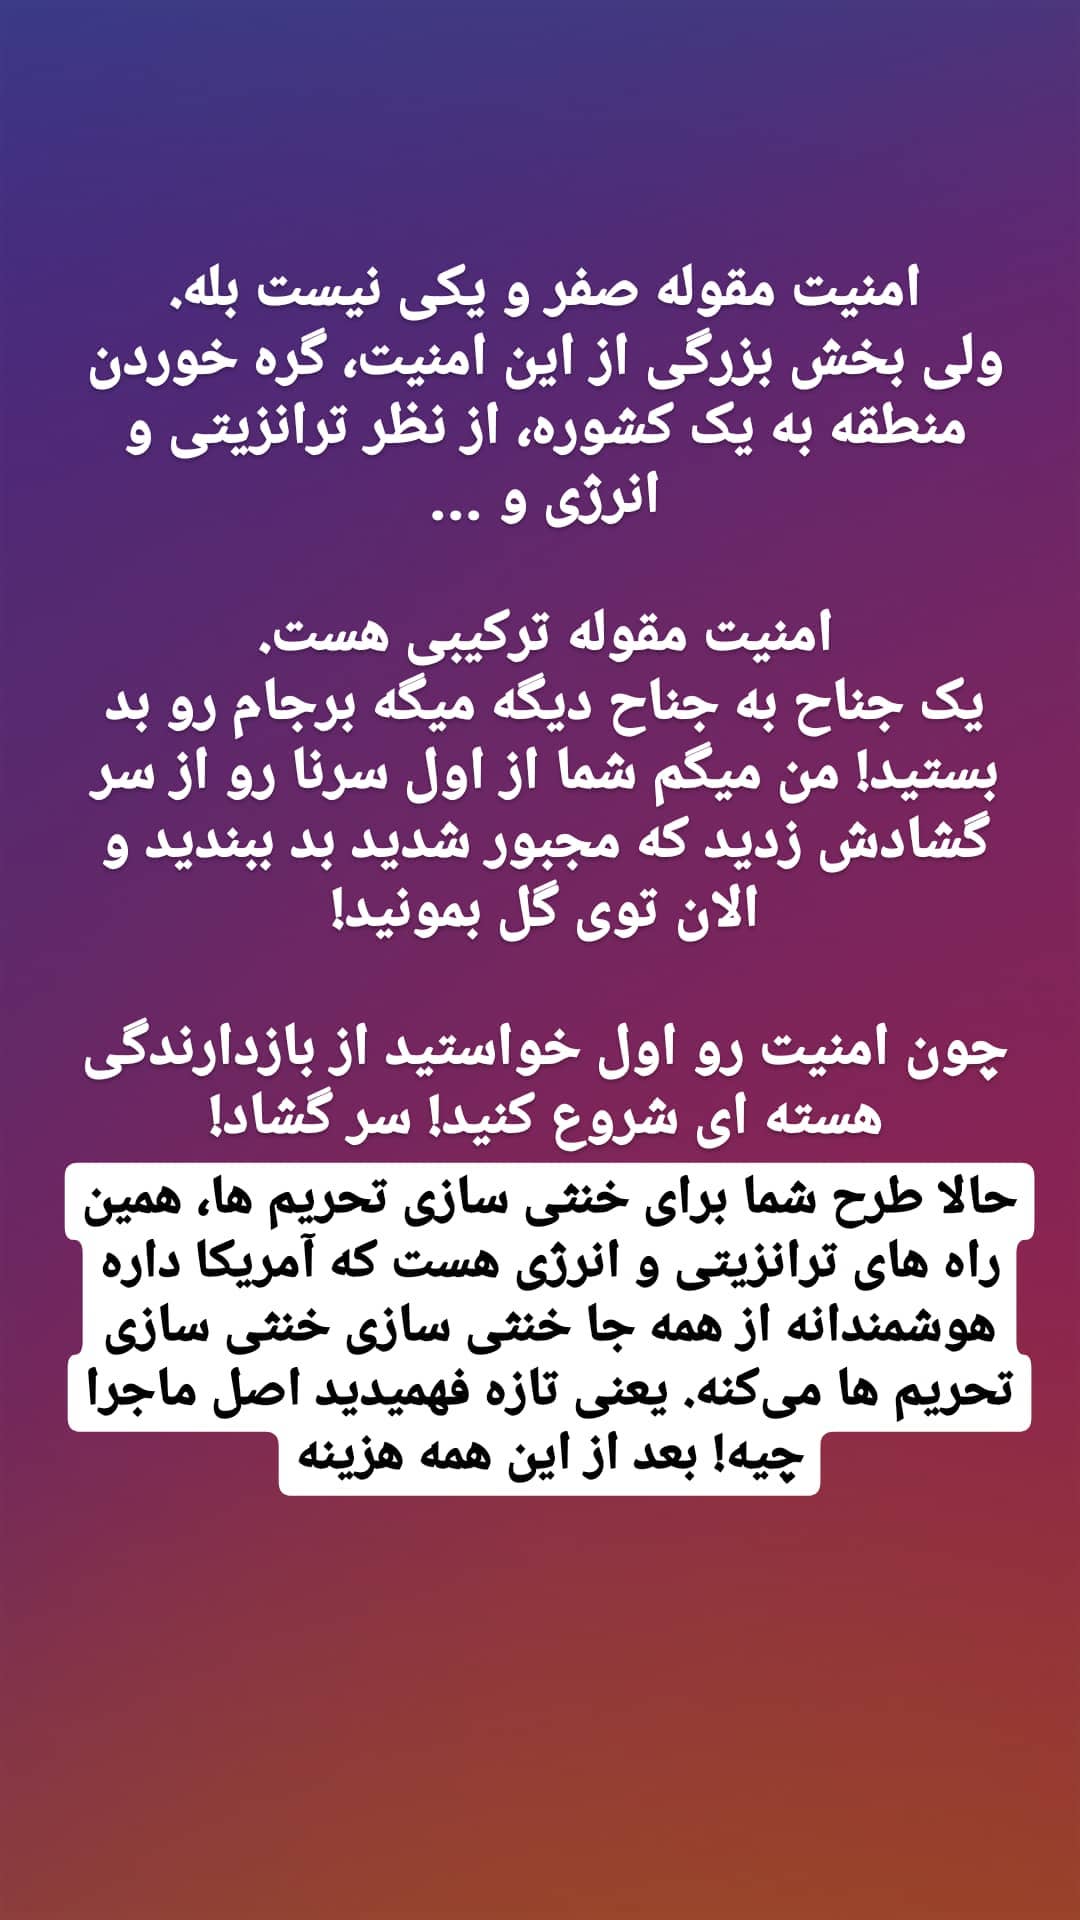 امنیت مقوله صفر و یکی نیست بله.
ولی بخش بزرگی از این امنیت، گره خوردن
منطقه به یک کشوره، از نظر ترانزیتی و
انرژی و ...
امنیت مقوله ترکیبی هست.
یک جناح به جناح دیگه میگه برجام رو بد
بستید! من میگم شما از اول سرنا رو از سر
گشادش زدید که مجبور شدید بد ببندید و
الان توی گل بمونید!
چون امنیت رو اول خواستید از بازدارندگی
هسته ای شروع کنید! سر گشاد!
حالا طرح شما برای خنثی سازی تحریم ها، همین
راه های ترانزیتی و انرژی هست که آمریکا داره
هوشمندانه از همه جا خنثی سازی خنثی سازی
تحریم ها می‌کنه. یعنی تازه فهمیدید اصل ماجرا
چیه! بعد از این همه هزینه